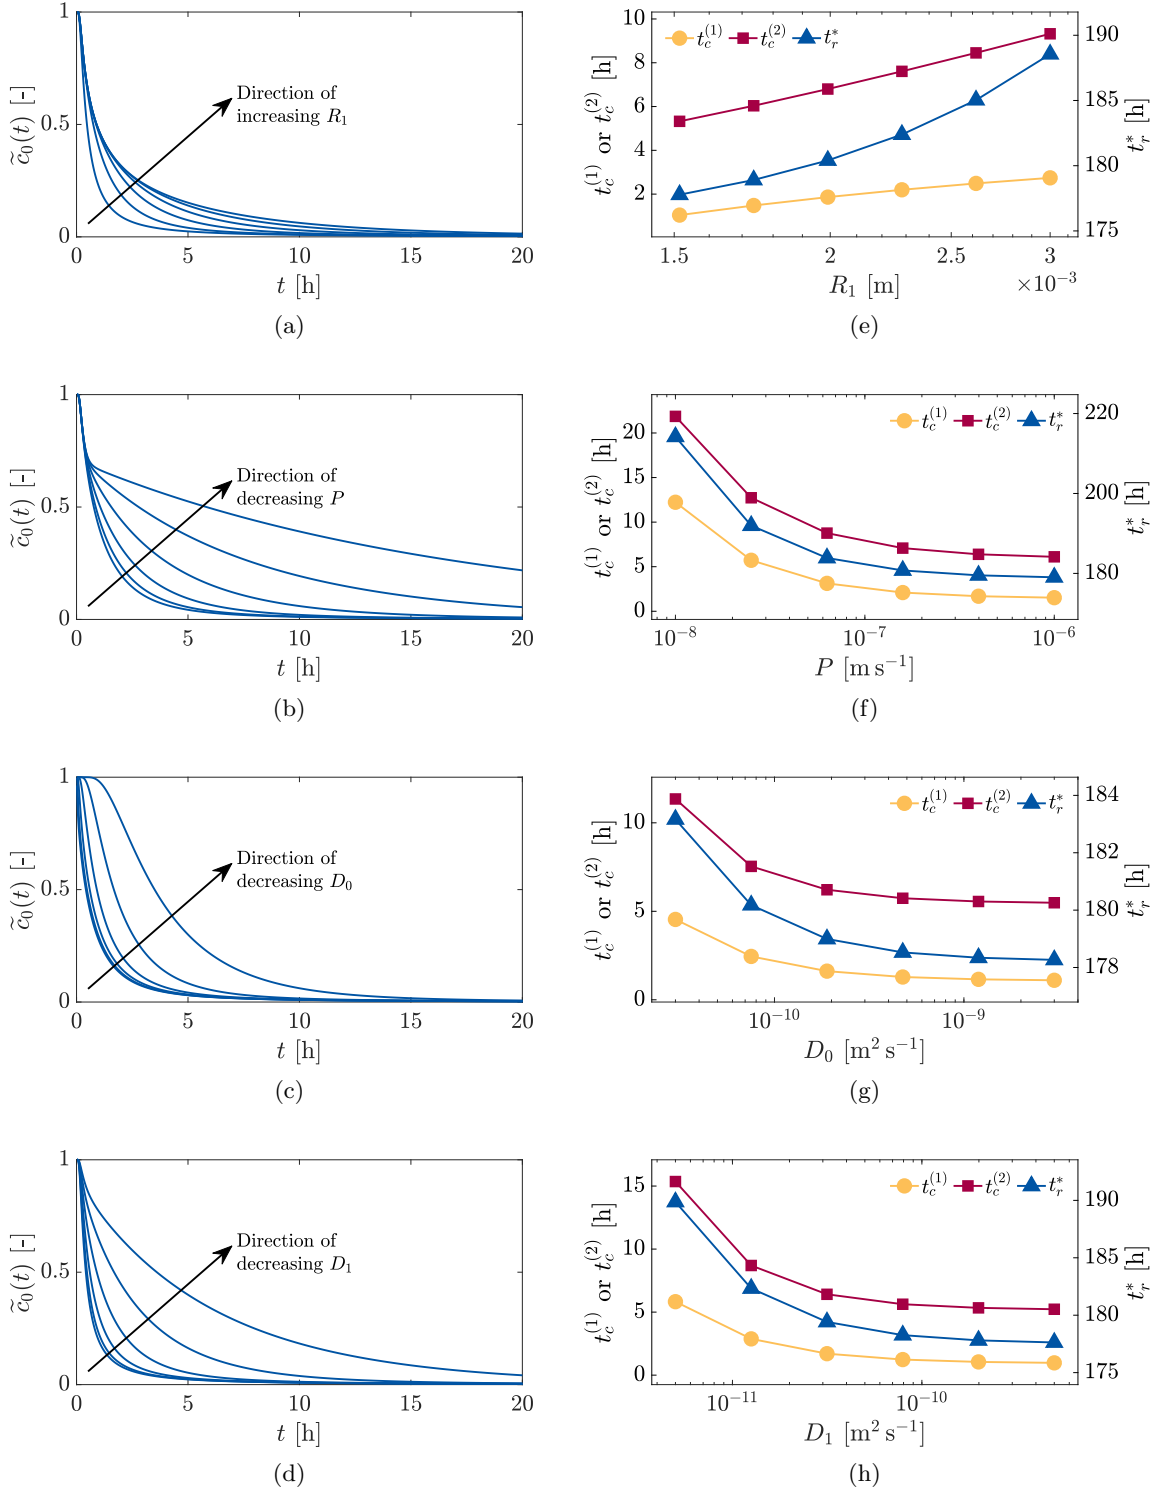 1
0.5
0
c̃₀(t) [-]
Direction of
increasing R₁
0 5 10 15 20
t [h]
(a)
10
8
6
4
2
t_c^(1) or t_c^(2) [h]
t_c^(1) t_c^(2) t_r^*
190
185
180
175
t_r^* [h]
1.5 2 2.5 3
×10⁻³
R₁ [m]
(e)
1
0.5
0
c̃₀(t) [-]
Direction of
decreasing P
0 5 10 15 20
t [h]
(b)
20
15
10
5
0
t_c^(1) or t_c^(2) [h]
t_c^(1) t_c^(2) t_r^*
220
200
180
t_r^* [h]
10⁻⁸ 10⁻⁷ 10⁻⁶
P [m s⁻¹]
(f)
1
0.5
0
c̃₀(t) [-]
Direction of
decreasing D₀
0 5 10 15 20
t [h]
(c)
10
5
0
t_c^(1) or t_c^(2) [h]
t_c^(1) t_c^(2) t_r^*
184
182
180
178
t_r^* [h]
10⁻¹⁰ 10⁻⁹
D₀ [m² s⁻¹]
(g)
1
0.5
0
c̃₀(t) [-]
Direction of
decreasing D₁
0 5 10 15 20
t [h]
(d)
15
10
5
0
t_c^(1) or t_c^(2) [h]
t_c^(1) t_c^(2) t_r^*
190
185
180
175
t_r^* [h]
10⁻¹¹ 10⁻¹⁰
D₁ [m² s⁻¹]
(h)